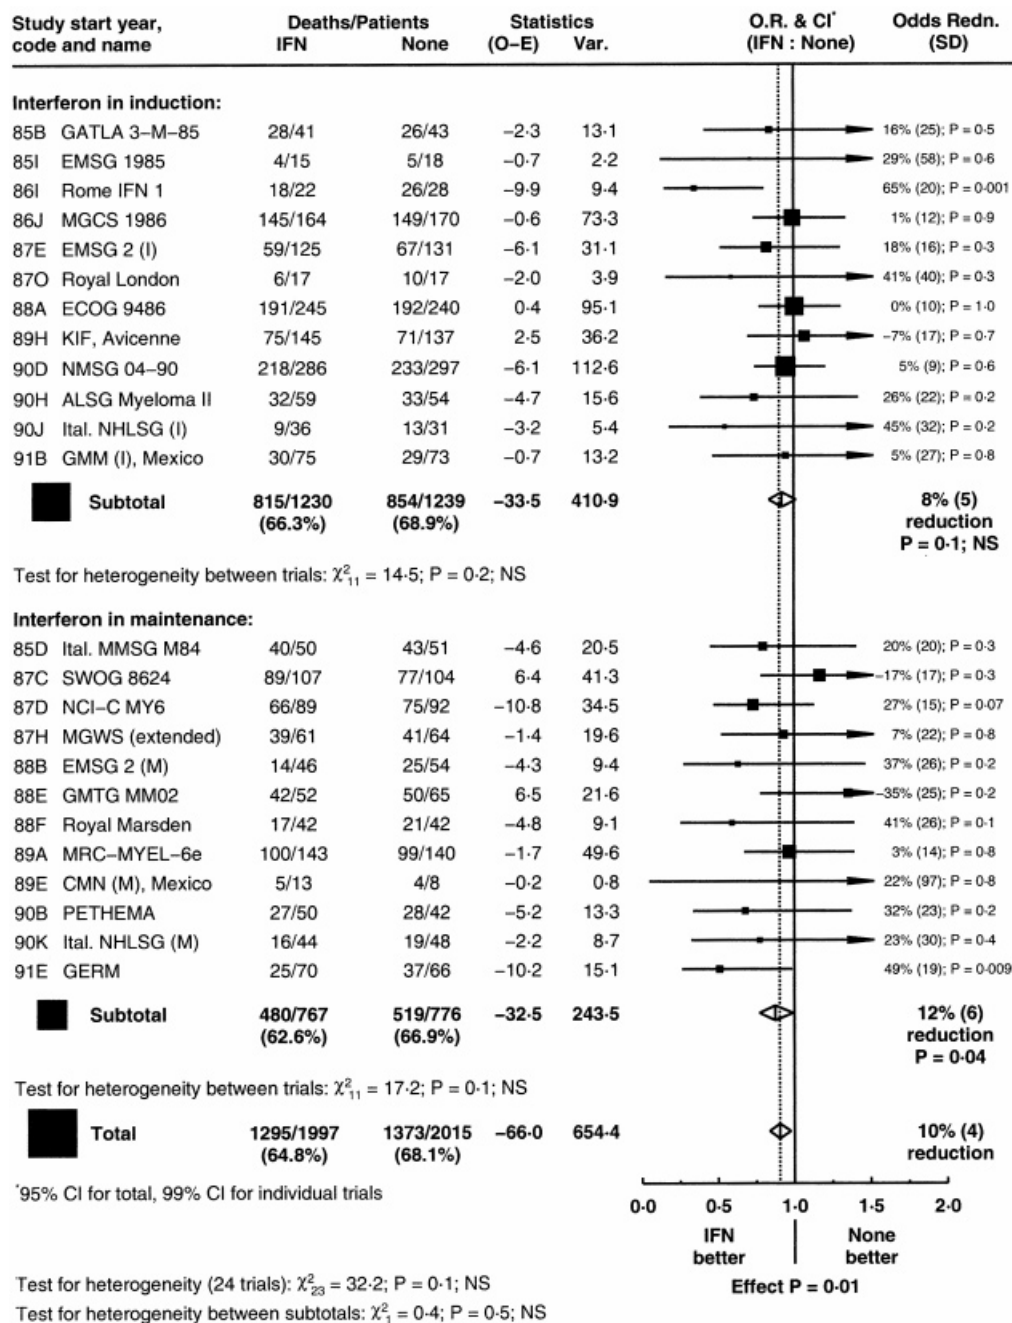 Study start year, Deaths/Patients Statistics O.R. & CI* Odds Redn.
code and name IFN None (O–E) Var. (IFN : None) (SD)
Interferon in induction:
85B GATLA 3–M–85 28/41 26/43 −2·3 13·1 16% (25); P = 0·5
85I EMSG 1985 4/15 5/18 −0·7 2·2 29% (58); P = 0·6
86I Rome IFN 1 18/22 26/28 −9·9 9·4 65% (20); P = 0·001
86J MGCS 1986 145/164 149/170 −0·6 73·3 1% (12); P = 0·9
87E EMSG 2 (I) 59/125 67/131 −6·1 31·1 18% (16); P = 0·3
87O Royal London 6/17 10/17 −2·0 3·9 41% (40); P = 0·3
88A ECOG 9486 191/245 192/240 0·4 95·1 0% (10); P = 1·0
89H KIF, Avicenne 75/145 71/137 2·5 36·2 −7% (17); P = 0·7
90D NMSG 04–90 218/286 233/297 −6·1 112·6 5% (9); P = 0·6
90H ALSG Myeloma II 32/59 33/54 −4·7 15·6 26% (22); P = 0·2
90J Ital. NHLSG (I) 9/36 13/31 −3·2 5·4 45% (32); P = 0·2
91B GMM (I), Mexico 30/75 29/73 −0·7 13·2 5% (27); P = 0·8
Subtotal 815/1230 854/1239 −33·5 410·9 8% (5)
(66.3%) (68.9%) reduction
P = 0·1; NS
Test for heterogeneity between trials: χ²₁₁ = 14·5; P = 0·2; NS
Interferon in maintenance:
85D Ital. MMSG M84 40/50 43/51 −4·6 20·5 20% (20); P = 0·3
87C SWOG 8624 89/107 77/104 6·4 41·3 −17% (17); P = 0·3
87D NCI-C MY6 66/89 75/92 −10·8 34·5 27% (15); P = 0·07
87H MGWS (extended) 39/61 41/64 −1·4 19·6 7% (22); P = 0·8
88B EMSG 2 (M) 14/46 25/54 −4·3 9·4 37% (26); P = 0·2
88E GMTG MM02 42/52 50/65 6·5 21·6 −35% (25); P = 0·2
88F Royal Marsden 17/42 21/42 −4·8 9·1 41% (26); P = 0·1
89A MRC–MYEL–6e 100/143 99/140 −1·7 49·6 3% (14); P = 0·8
89E CMN (M), Mexico 5/13 4/8 −0·2 0·8 22% (97); P = 0·8
90B PETHEMA 27/50 28/42 −5·2 13·3 32% (23); P = 0·2
90K Ital. NHLSG (M) 16/44 19/48 −2·2 8·7 23% (30); P = 0·4
91E GERM 25/70 37/66 −10·2 15·1 49% (19); P = 0·009
Subtotal 480/767 519/776 −32·5 243·5 12% (6)
(62.6%) (66.9%) reduction
P = 0·04
Test for heterogeneity between trials: χ²₁₁ = 17·2; P = 0·1; NS
Total 1295/1997 1373/2015 −66·0 654·4 10% (4)
(64.8%) (68.1%) reduction
*95% CI for total, 99% CI for individual trials
0·0 0·5 1·0 1·5 2·0
IFN None
better better
Effect P = 0·01
Test for heterogeneity (24 trials): χ²₂₃ = 32·2; P = 0·1; NS
Test for heterogeneity between subtotals: χ²₁ = 0·4; P = 0·5; NS